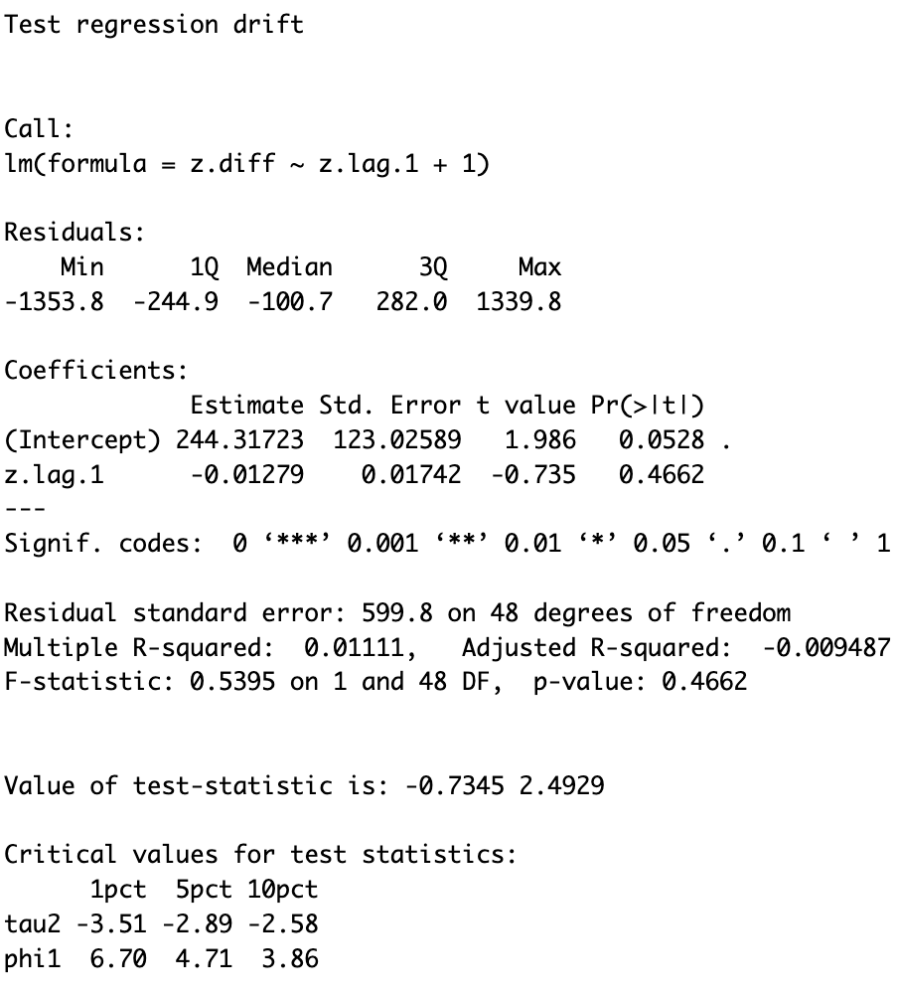 Test regression drift
Call:
lm(formula = z.diff ~ z.lag.1 + 1)
Residuals:
    Min      1Q  Median      3Q     Max
-1353.8  -244.9  -100.7   282.0  1339.8
Coefficients:
             Estimate Std. Error t value Pr(>|t|)
(Intercept) 244.31723  123.02589   1.986   0.0528 .
z.lag.1      -0.01279    0.01742  -0.735   0.4662
---
Signif. codes:  0 ‘***’ 0.001 ‘**’ 0.01 ‘*’ 0.05 ‘.’ 0.1 ‘ ’ 1
Residual standard error: 599.8 on 48 degrees of freedom
Multiple R-squared:  0.01111,   Adjusted R-squared:  -0.009487
F-statistic: 0.5395 on 1 and 48 DF,  p-value: 0.4662
Value of test-statistic is: -0.7345 2.4929
Critical values for test statistics:
      1pct  5pct 10pct
tau2 -3.51 -2.89 -2.58
phi1  6.70  4.71  3.86